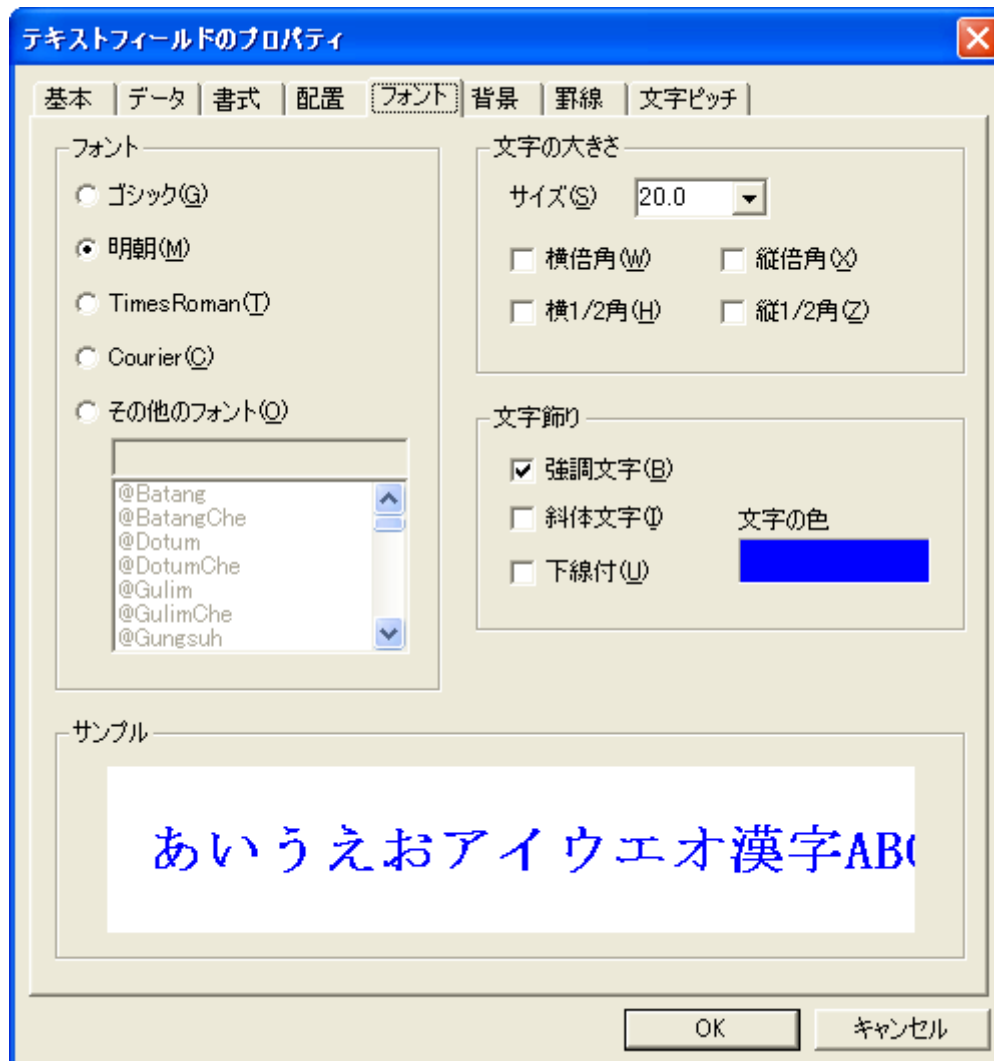 テキストフィールドのプロパティ
基本 データ 書式 配置 フォント 背景 罫線 文字ピッチ
フォント
ゴシック(G)
明朝(M)
TimesRoman(T)
Courier(C)
その他のフォント(O)
@Batang
@BatangChe
@Dotum
@DotumChe
@Gulim
@GulimChe
@Gungsuh
文字の大きさ
サイズ(S) 20.0
横倍角(W) 縦倍角(X)
横1/2角(H) 縦1/2角(Z)
文字飾り
強調文字(B)
斜体文字(I) 文字の色
下線付(U)
サンプル
あいうえおアイウエオ漢字ABC
OK キャンセル